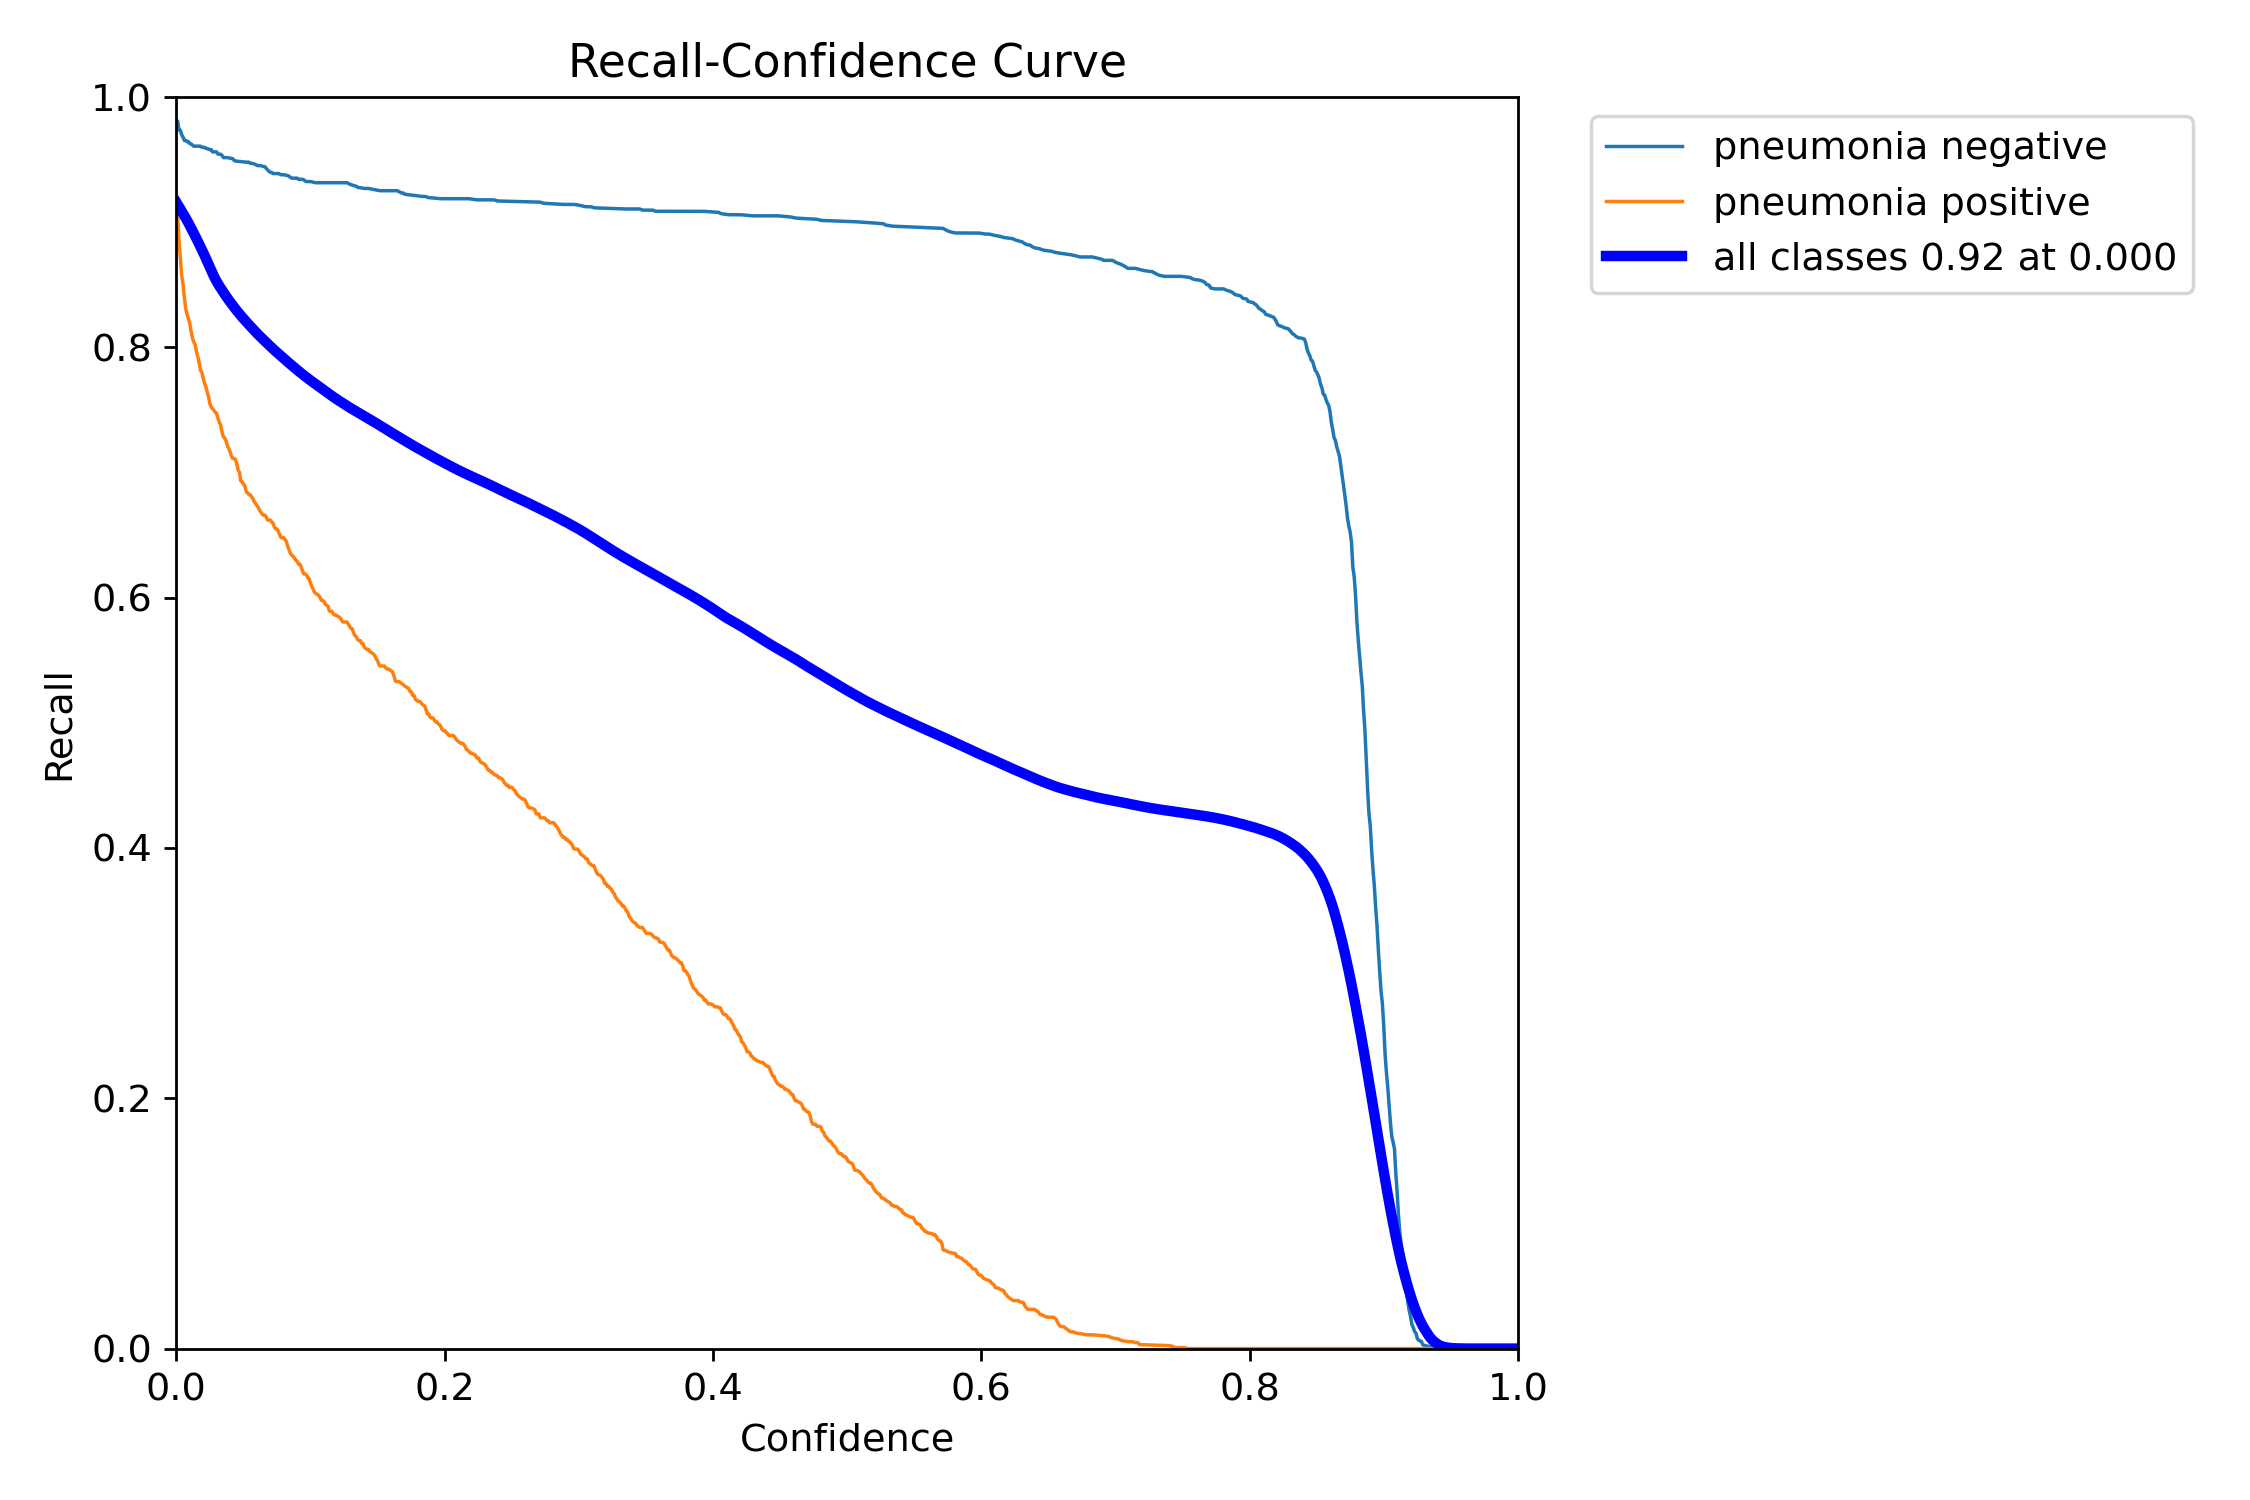 Recall-Confidence Curve
1.0
0.8
0.6
0.4
0.2
0.0
Recall
0.0 0.2 0.4 0.6 0.8 1.0
Confidence
pneumonia negative
pneumonia positive
all classes 0.92 at 0.000